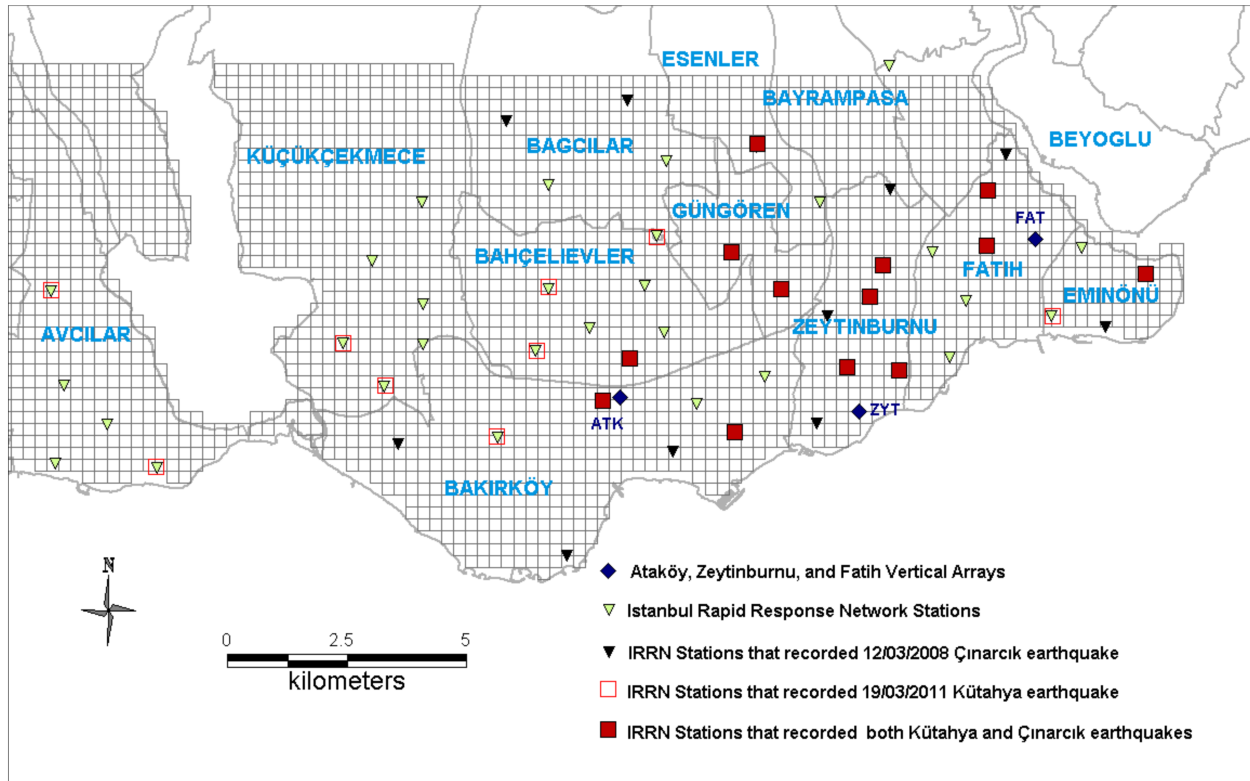 ESENLER
BAYRAMPASA
BEYOGLU
BAGCILAR
KÜÇÜKÇEKMECE
GÜNGÖREN
FAT
BAHÇELIEVLER
FATIH
EMINÖNÜ
AVCILAR
ZEYTINBURNU
ZYT
ATK
BAKIRKÖY
N
Ataköy, Zeytinburnu, and Fatih Vertical Arrays
Istanbul Rapid Response Network Stations
0 2.5 5
kilometers
IRRN Stations that recorded 12/03/2008 Çınarcık earthquake
IRRN Stations that recorded 19/03/2011 Kütahya earthquake
IRRN Stations that recorded both Kütahya and Çınarcık earthquakes